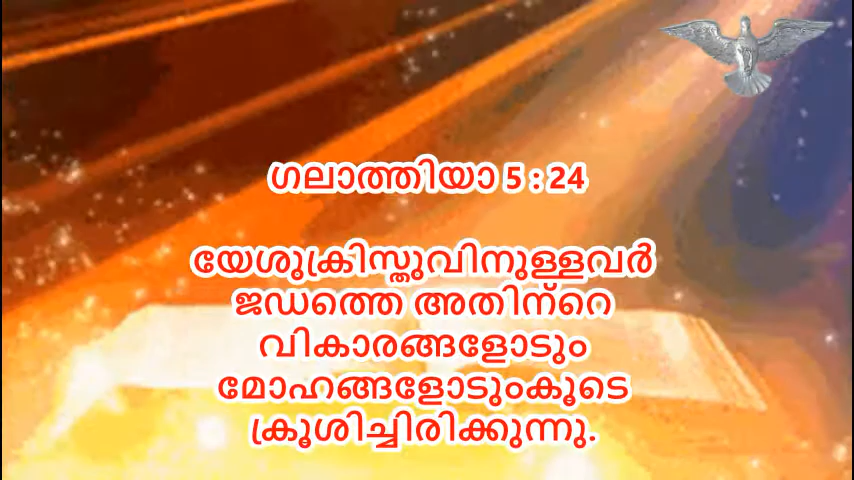 ഗലാത്തിയാ 5 : 24
യേശുക്രിസ്തുവിനുള്ളവർ
ജഡത്തെ അതിന്റെ
വികാരങ്ങളോടും
മോഹങ്ങളോടുംകൂടെ
ക്രൂശിച്ചിരിക്കുന്നു.